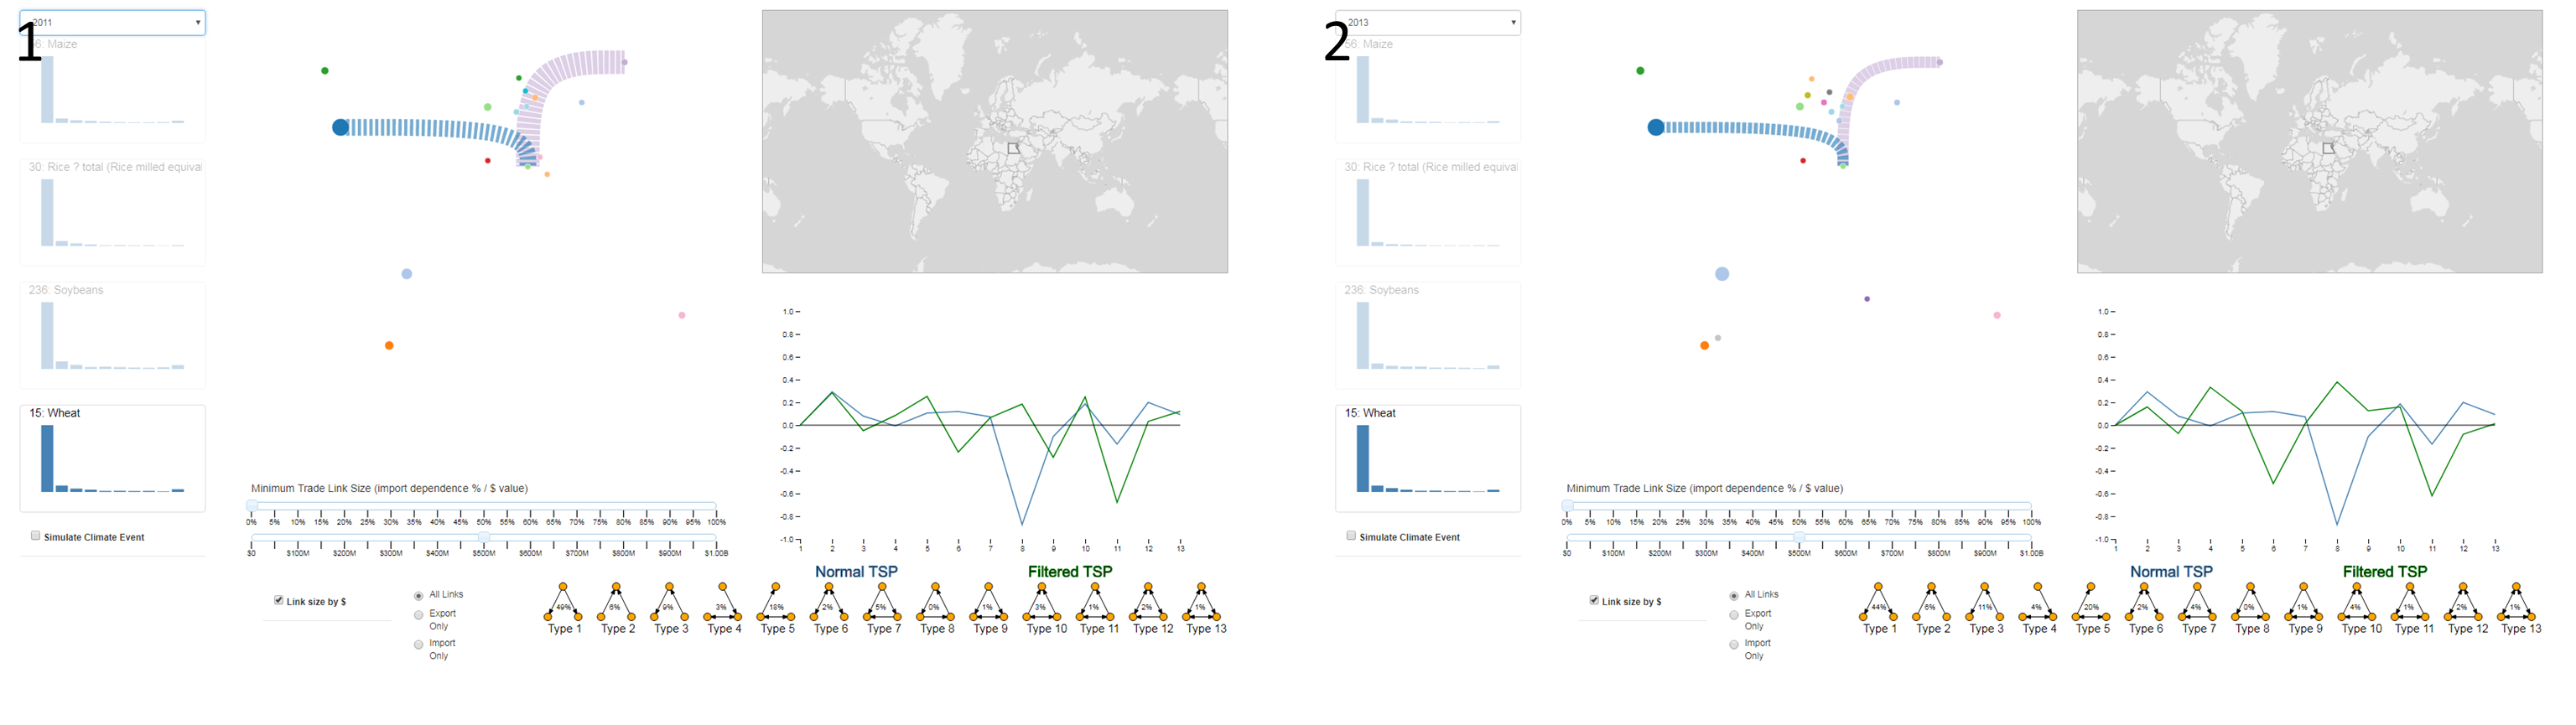 1
2011
56: Maize
30: Rice ? total (Rice milled equival
236: Soybeans
15: Wheat
Simulate Climate Event
Minimum Trade Link Size (import dependence % / $ value)
0% 5% 10% 15% 20% 25% 30% 35% 40% 45% 50% 55% 60% 65% 70% 75% 80% 85% 90% 95% 100%
$0 $100M $200M $300M $400M $500M $600M $700M $800M $900M $1.00B
Link size by $
All Links
Export Only
Import Only
1.0
0.8
0.6
0.4
0.2
0.0
-0.2
-0.4
-0.6
-0.8
-1.0
1 2 3 4 5 6 7 8 9 10 11 12 13
Normal TSP Filtered TSP
49% 6% 9% 3% 18% 2% 5% 0% 1% 3% 1% 2% 1%
Type 1 Type 2 Type 3 Type 4 Type 5 Type 6 Type 7 Type 8 Type 9 Type 10 Type 11 Type 12 Type 13
2
2013
56: Maize
30: Rice ? total (Rice milled equival
236: Soybeans
15: Wheat
Simulate Climate Event
Minimum Trade Link Size (import dependence % / $ value)
0% 5% 10% 15% 20% 25% 30% 35% 40% 45% 50% 55% 60% 65% 70% 75% 80% 85% 90% 95% 100%
$0 $100M $200M $300M $400M $500M $600M $700M $800M $900M $1.00B
Link size by $
All Links
Export Only
Import Only
1.0
0.8
0.6
0.4
0.2
0.0
-0.2
-0.4
-0.6
-0.8
-1.0
1 2 3 4 5 6 7 8 9 10 11 12 13
Normal TSP Filtered TSP
44% 6% 11% 4% 20% 2% 4% 0% 1% 4% 1% 2% 1%
Type 1 Type 2 Type 3 Type 4 Type 5 Type 6 Type 7 Type 8 Type 9 Type 10 Type 11 Type 12 Type 13